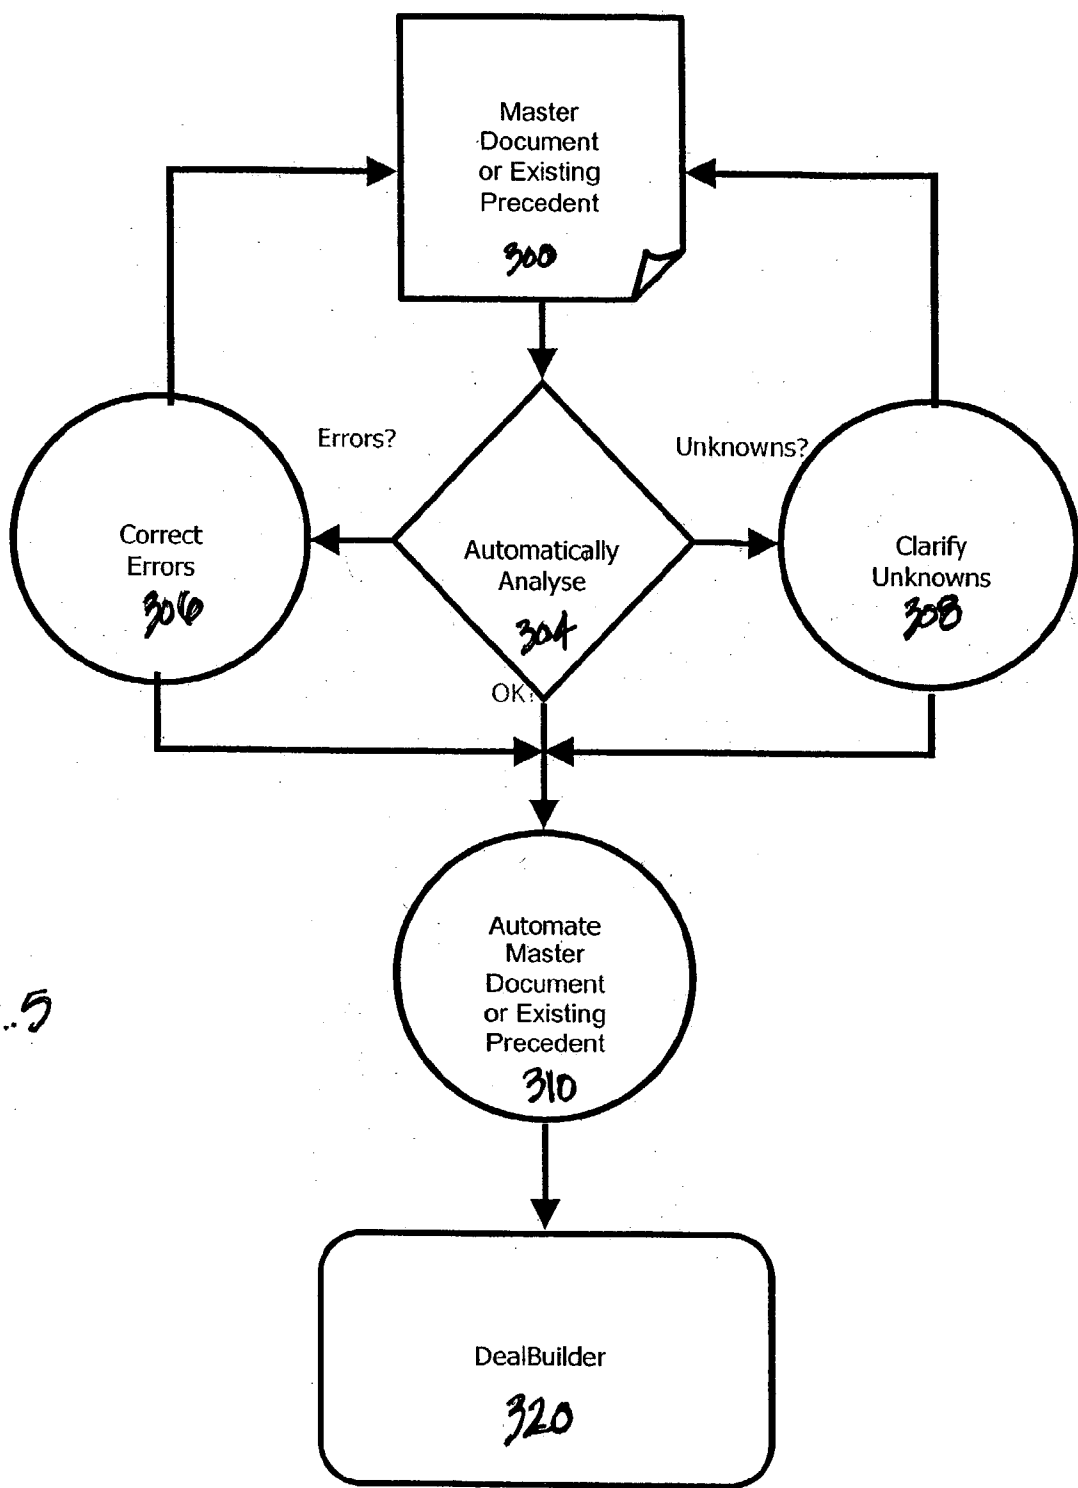 Master
Document
or Existing
Precedent
300
Errors?
Unknowns?
Correct
Errors
306
Automatically
Analyse
304
Clarify
Unknowns
308
OK?
Automate
Master
Document
or Existing
Precedent
310
..5
DealBuilder
320